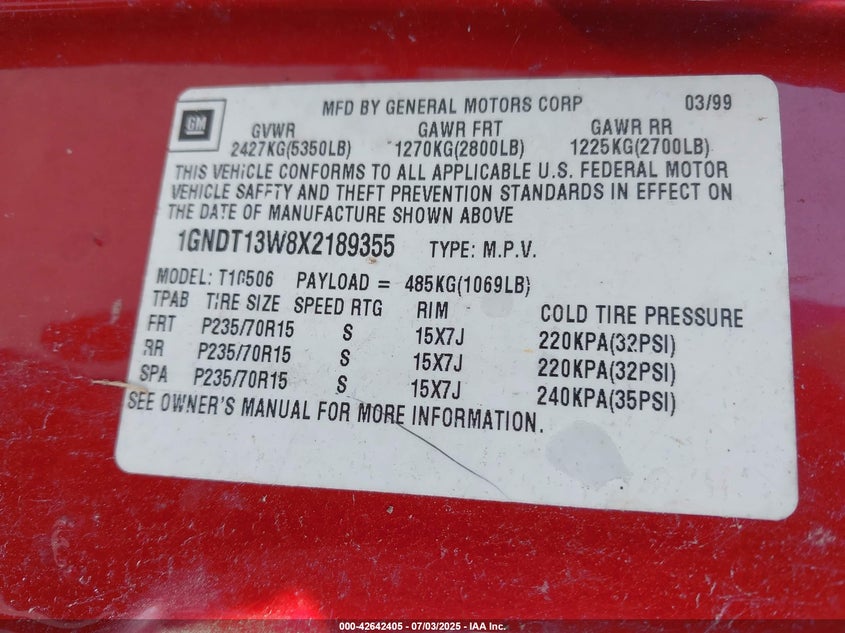 GM
MFD BY GENERAL MOTORS CORP 03/99
GVWR GAWR FRT GAWR RR
2427KG(5350LB) 1270KG(2800LB) 1225KG(2700LB)
THIS VEHICLE CONFORMS TO ALL APPLICABLE U.S. FEDERAL MOTOR
VEHICLE SAFETY AND THEFT PREVENTION STANDARDS IN EFFECT ON
THE DATE OF MANUFACTURE SHOWN ABOVE
1GNDT13W8X2189355 TYPE: M.P.V.
MODEL: T10506 PAYLOAD = 485KG(1069LB)
TPAB TIRE SIZE SPEED RTG RIM COLD TIRE PRESSURE
FRT P235/70R15 S 15X7J 220KPA(32PSI)
RR P235/70R15 S 15X7J 220KPA(32PSI)
SPA P235/70R15 S 15X7J 240KPA(35PSI)
SEE OWNER'S MANUAL FOR MORE INFORMATION.
000-42642405 - 07/03/2025 - IAA Inc.